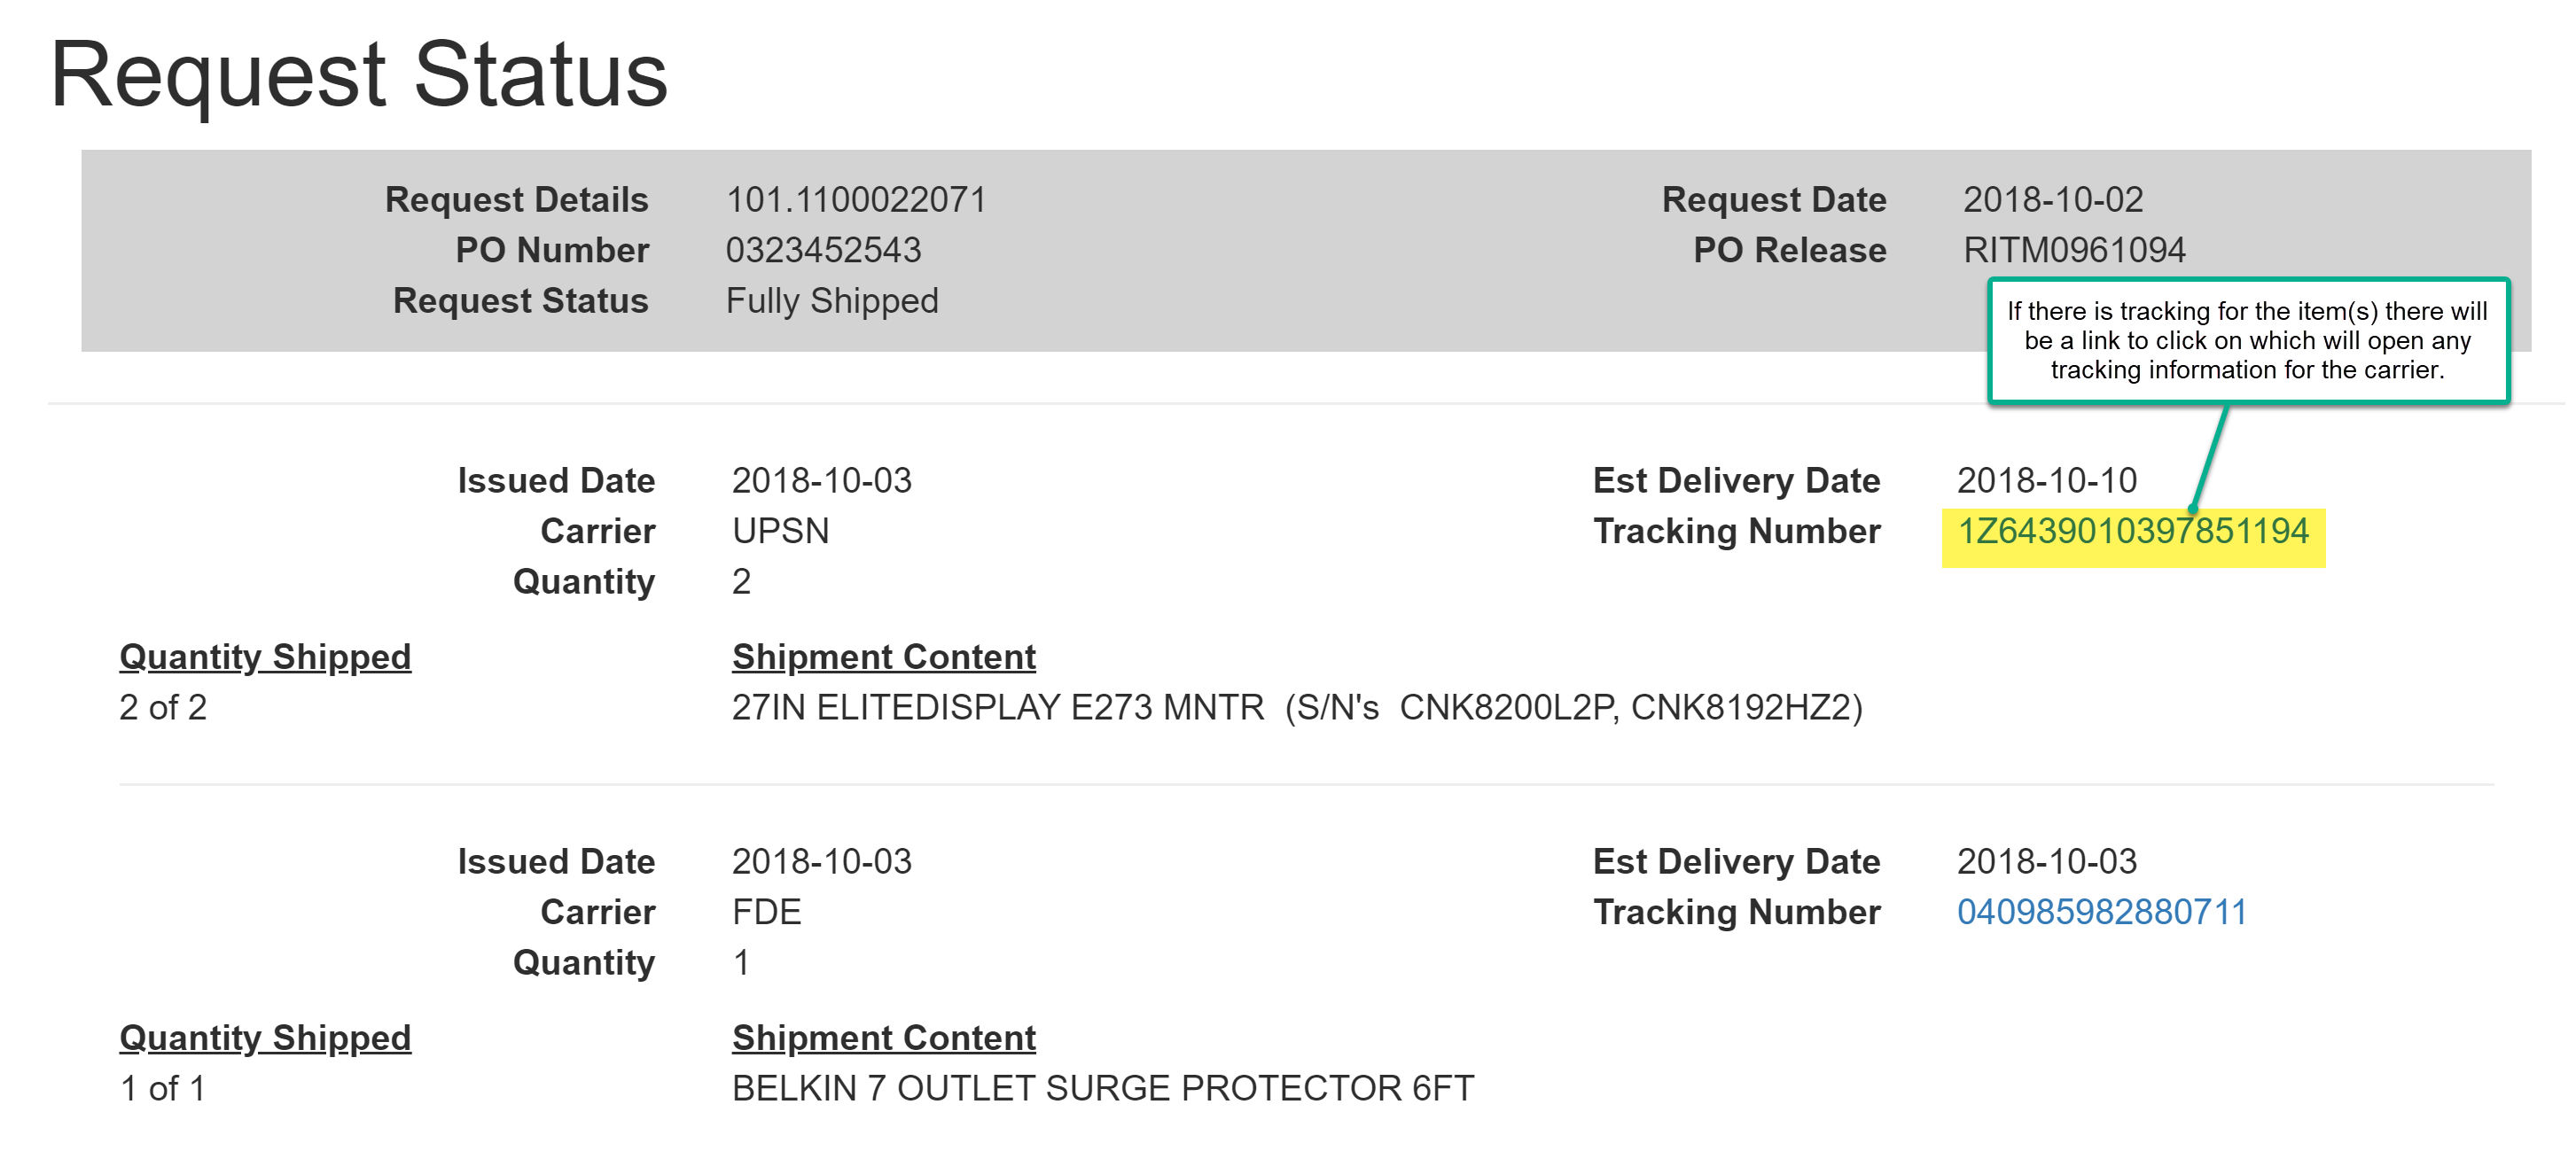 Request Status
Request Details 101.1100022071 Request Date 2018-10-02
PO Number 0323452543 PO Release RITM0961094
Request Status Fully Shipped
If there is tracking for the item(s) there will
be a link to click on which will open any
tracking information for the carrier.
Issued Date 2018-10-03 Est Delivery Date 2018-10-10
Carrier UPSN Tracking Number 1Z6439010397851194
Quantity 2
Quantity Shipped Shipment Content
2 of 2 27IN ELITEDISPLAY E273 MNTR (S/N's CNK8200L2P, CNK8192HZ2)
Issued Date 2018-10-03 Est Delivery Date 2018-10-03
Carrier FDE Tracking Number 040985982880711
Quantity 1
Quantity Shipped Shipment Content
1 of 1 BELKIN 7 OUTLET SURGE PROTECTOR 6FT